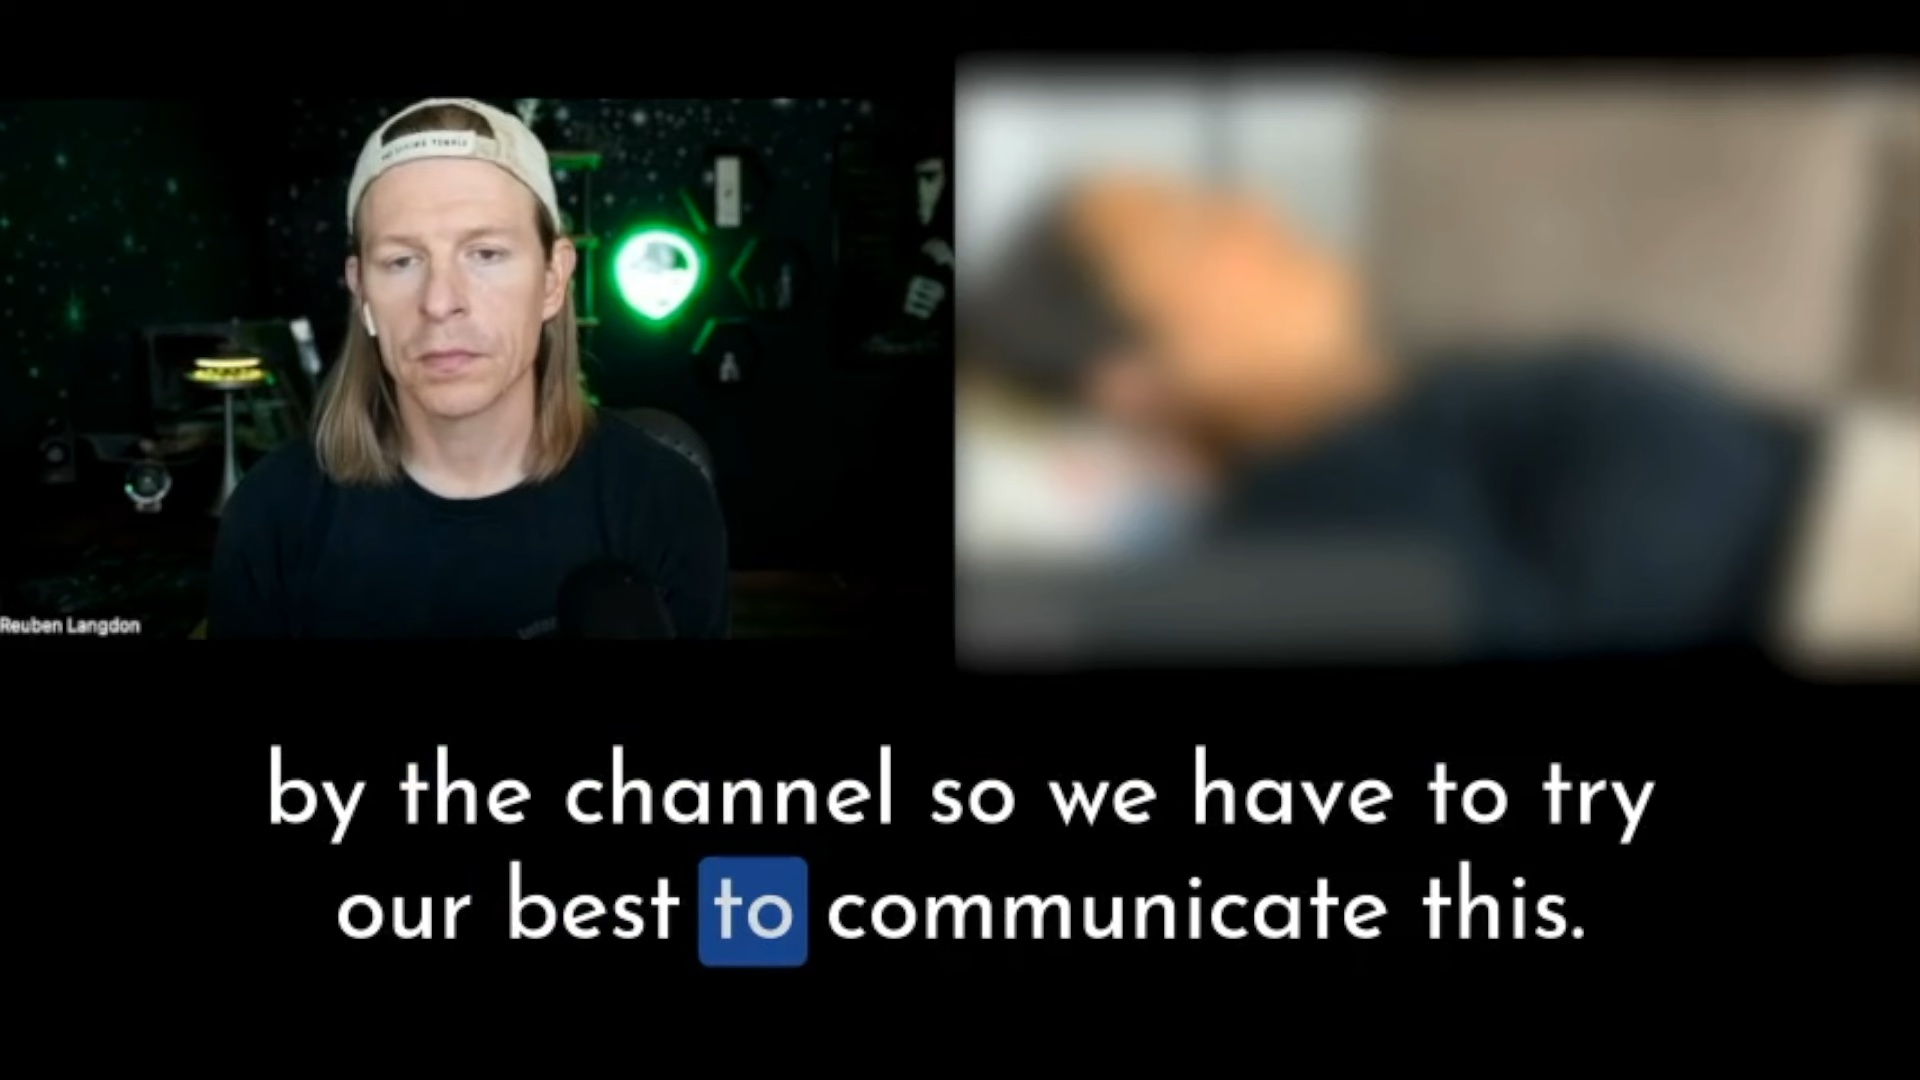 Reuben Langdon
by the channel so we have to try
our best to communicate this.